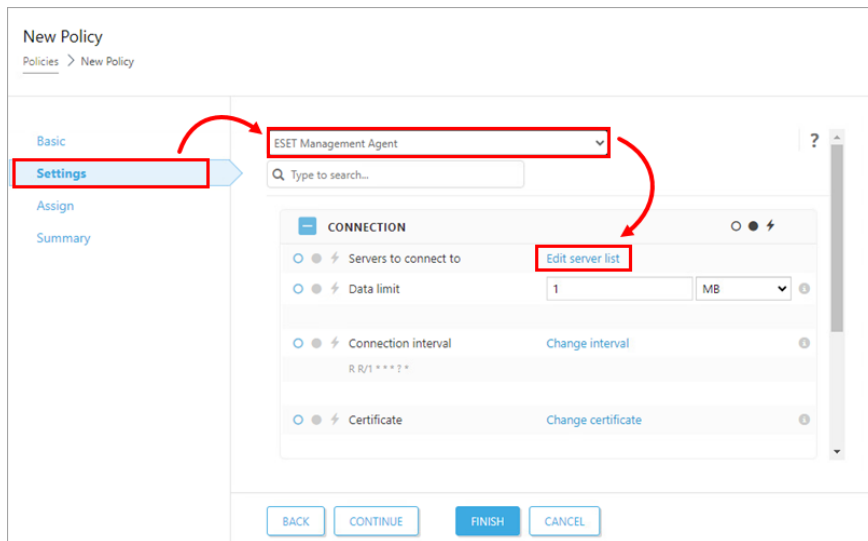 New Policy
Policies > New Policy
Basic
Settings
Assign
Summary
ESET Management Agent
?
Type to search...
CONNECTION
Servers to connect to Edit server list
Data limit 1 MB
Connection interval Change interval
R R/1 * * * ? *
Certificate Change certificate
BACK CONTINUE FINISH CANCEL